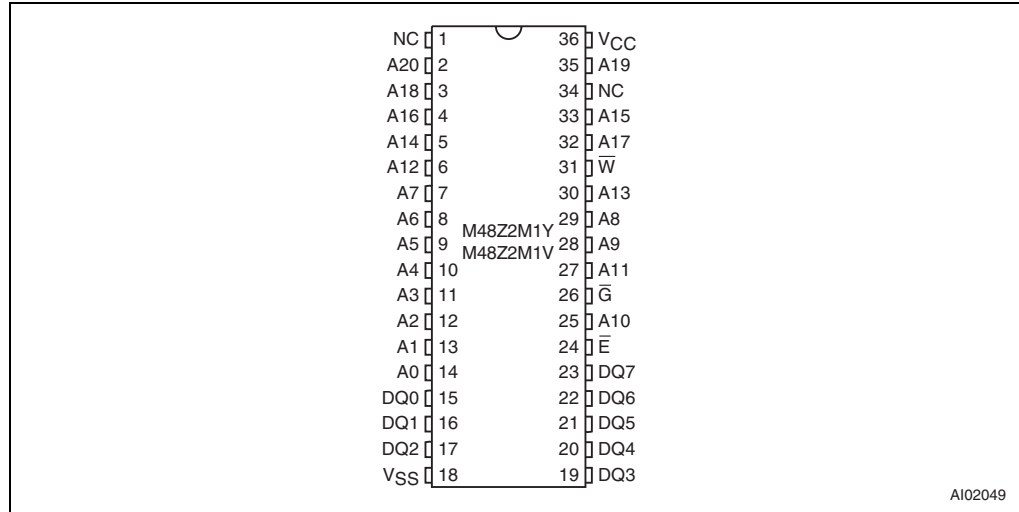 NC 1 36 VCC
A20 2 35 A19
A18 3 34 NC
A16 4 33 A15
A14 5 32 A17
A12 6 31 W̅
A7 7 30 A13
A6 8 29 A8
M48Z2M1Y
A5 9 28 A9
M48Z2M1V
A4 10 27 A11
A3 11 26 G̅
A2 12 25 A10
A1 13 24 E̅
A0 14 23 DQ7
DQ0 15 22 DQ6
DQ1 16 21 DQ5
DQ2 17 20 DQ4
VSS 18 19 DQ3
AI02049